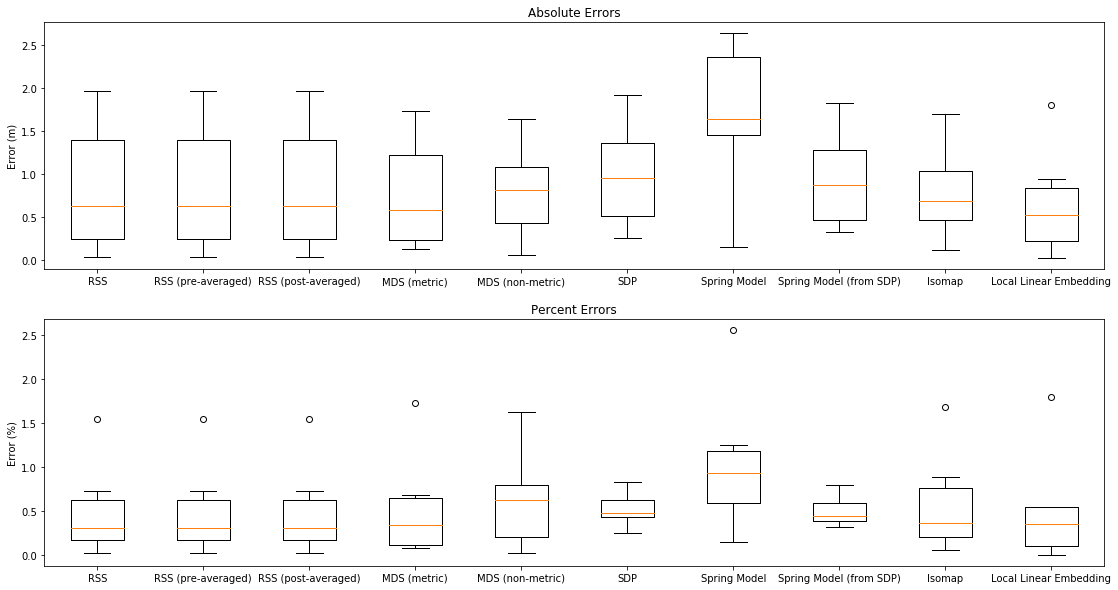 Absolute Errors
Error (m)
2.5
2.0
1.5
1.0
0.5
0.0
RSS RSS (pre-averaged) RSS (post-averaged) MDS (metric) MDS (non-metric) SDP Spring Model Spring Model (from SDP) Isomap Local Linear Embedding
Percent Errors
Error (%)
2.5
2.0
1.5
1.0
0.5
0.0
RSS RSS (pre-averaged) RSS (post-averaged) MDS (metric) MDS (non-metric) SDP Spring Model Spring Model (from SDP) Isomap Local Linear Embedding